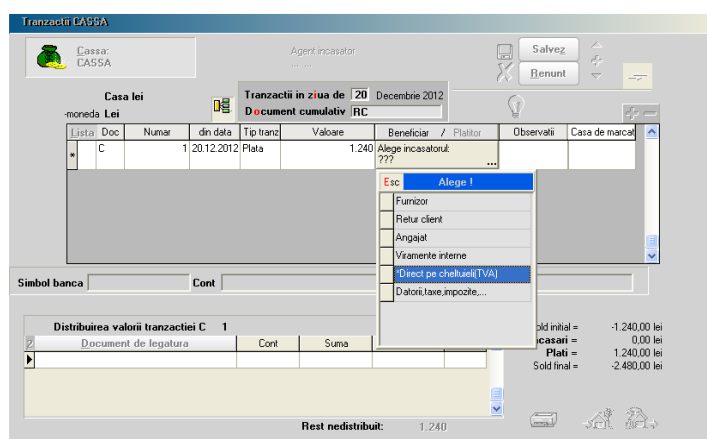 Tranzactii CASSA
Cassa:
CASSA
Agent incasator
Salvez
Renunt
Casa lei
-moneda Lei
Tranzactii in ziua de 20 Decembrie 2012
Document cumulativ RC
Lista Doc Numar din data Tip tranz Valoare Beneficiar / Platitor Observatii Casa de marcat
* C 1 20.12.2012 Plata 1.240 Alege incasatorul:
??? ...
Esc Alege !
Furnizor
Retur client
Angajat
Viramente interne
*Direct pe cheltuieli(TVA)
Datorii,taxe,impozite,...
Simbol banca Cont
Distribuirea valorii tranzactiei C 1
Document de legatura Cont Suma
Sold initial = -1.240,00 lei
ncasari = 0,00 lei
Plati = 1.240,00 lei
Sold final = -2.480,00 lei
Rest nedistribuit: 1.240